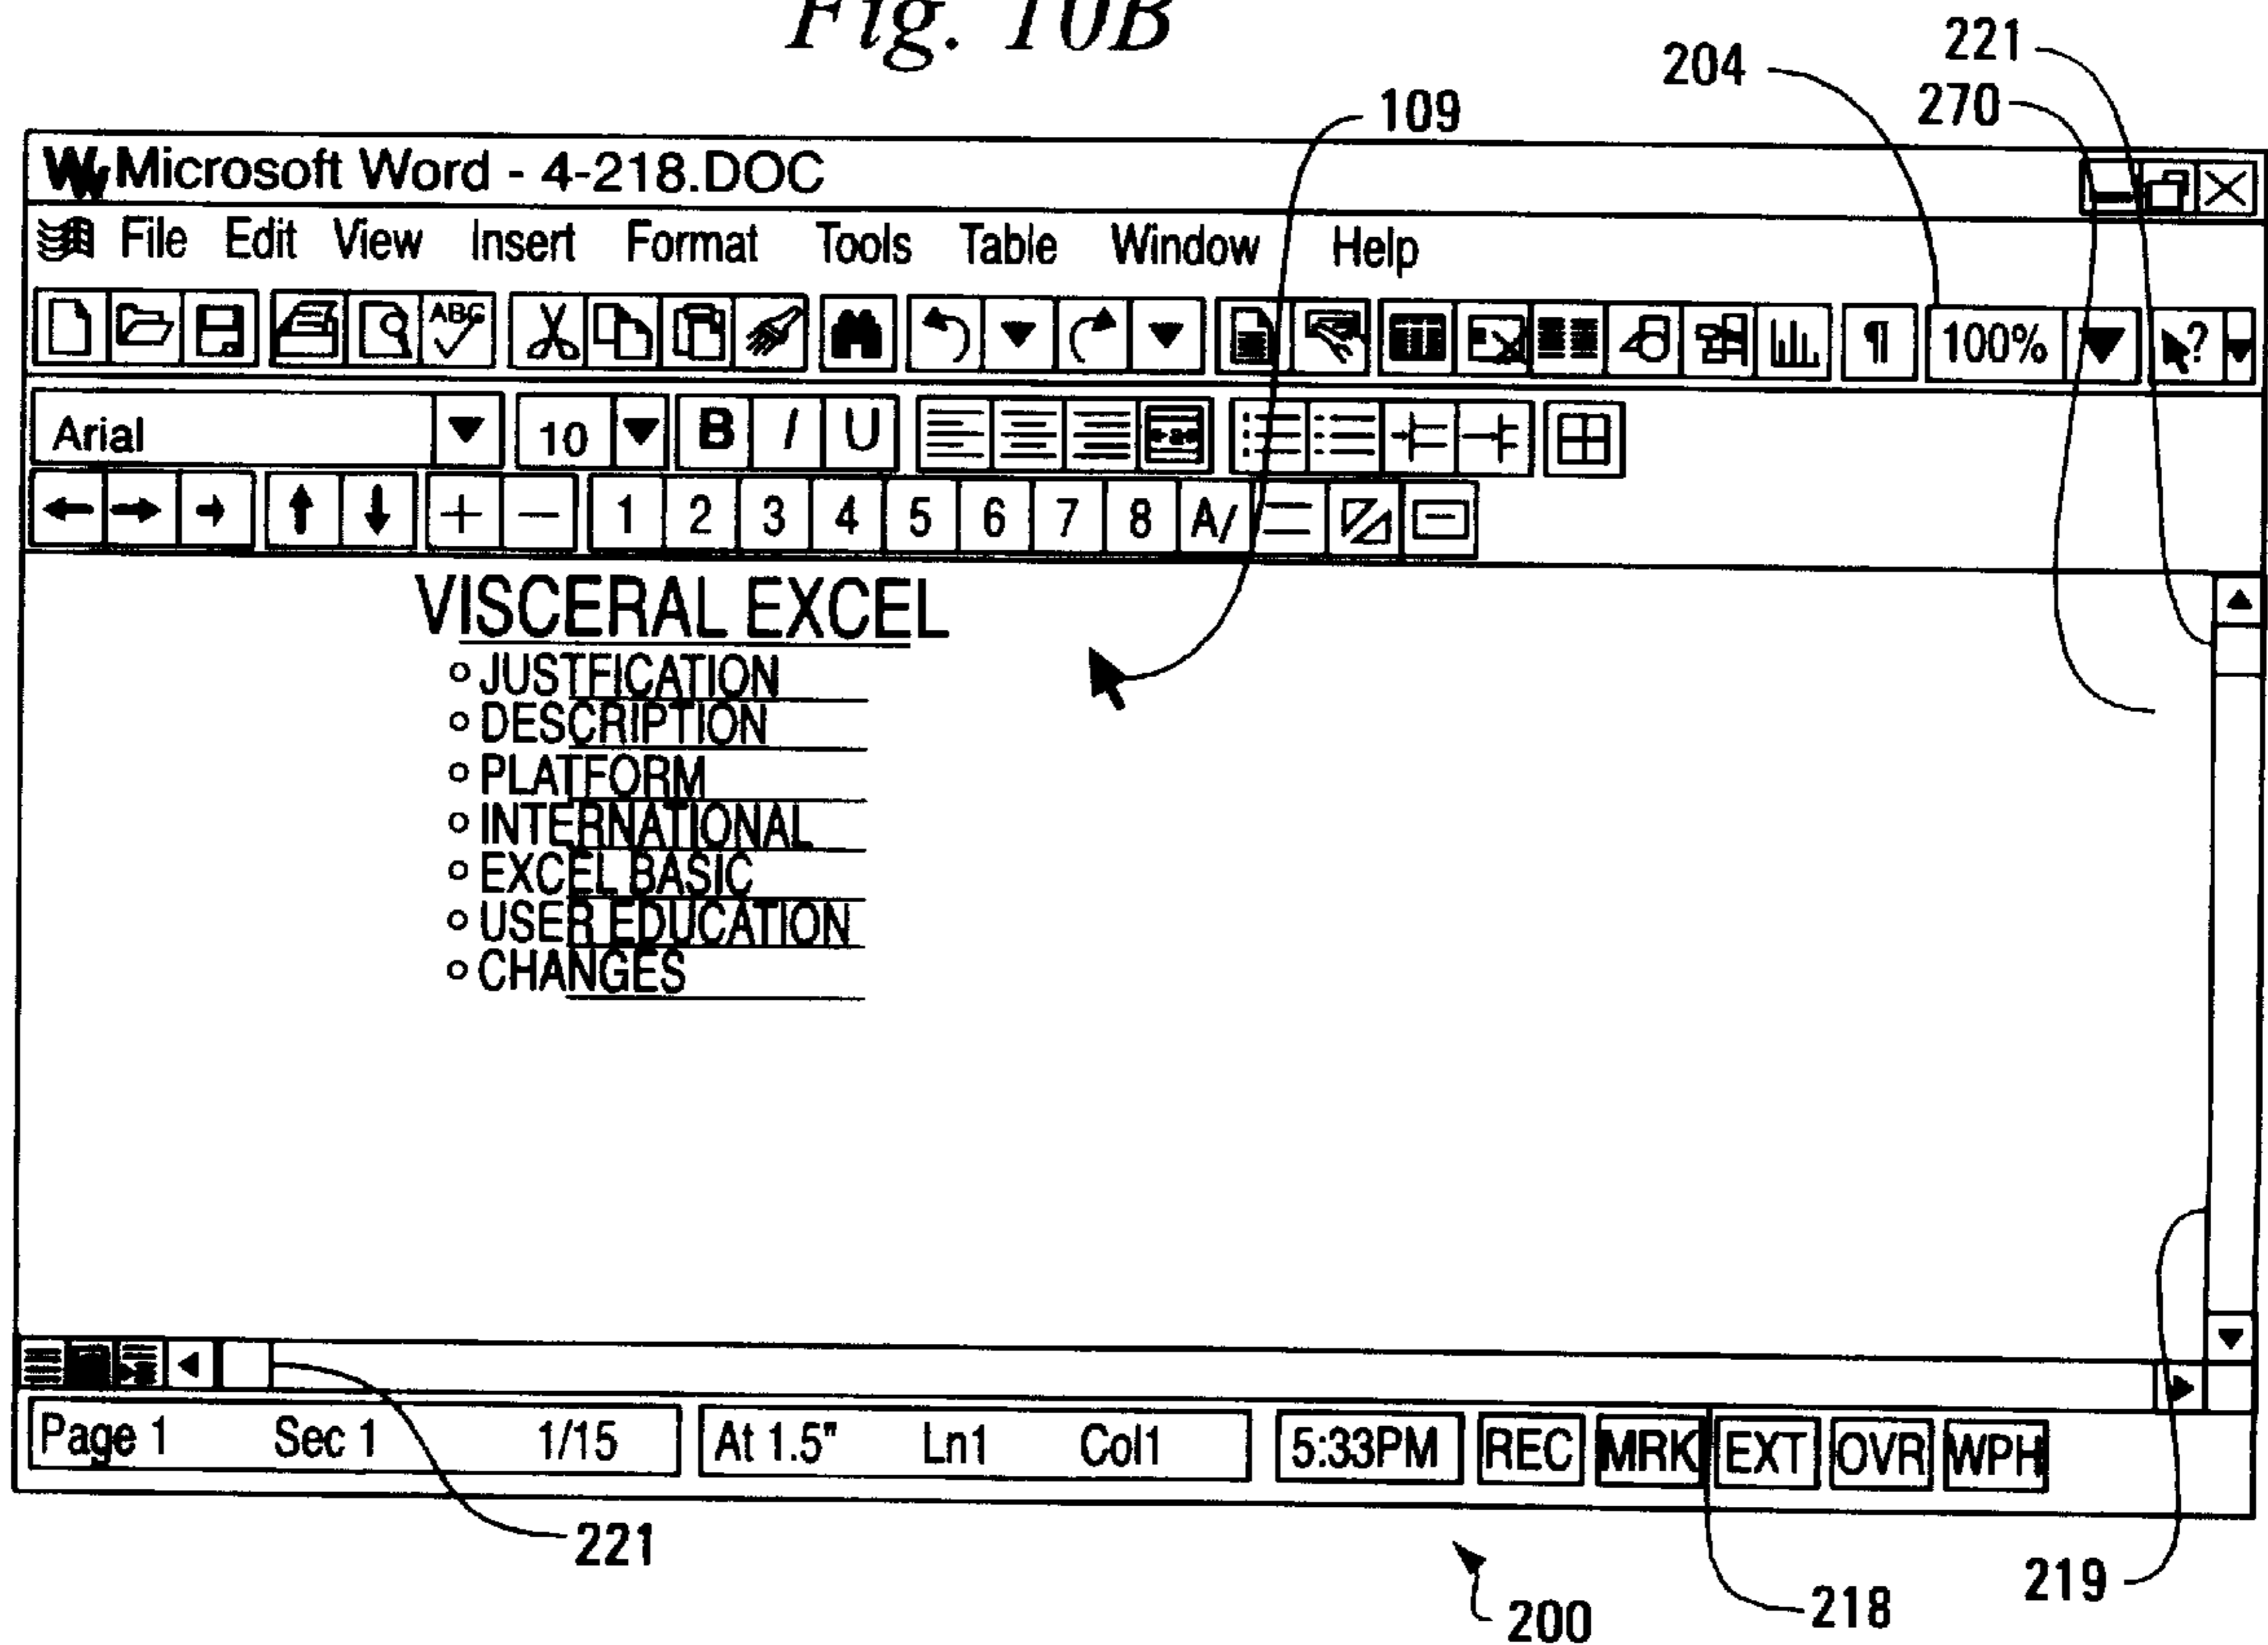 Fig. 10B
221
204
270
109
Microsoft Word - 4-218.DOC
File Edit View Insert Format Tools Table Window Help
ABC ¶ 100% ?
Arial 10 B I U a
+ - 1 2 3 4 5 6 7 8 A/
VISCERAL EXCEL
○ JUSTFICATION
○ DESCRIPTION
○ PLATFORM
○ INTERNATIONAL
○ EXCEL BASIC
○ USER EDUCATION
○ CHANGES
Page 1 Sec 1 1/15 At 1.5" Ln1 Col1 5:33PM REC MRK EXT OVR WPH
221
219
218
200